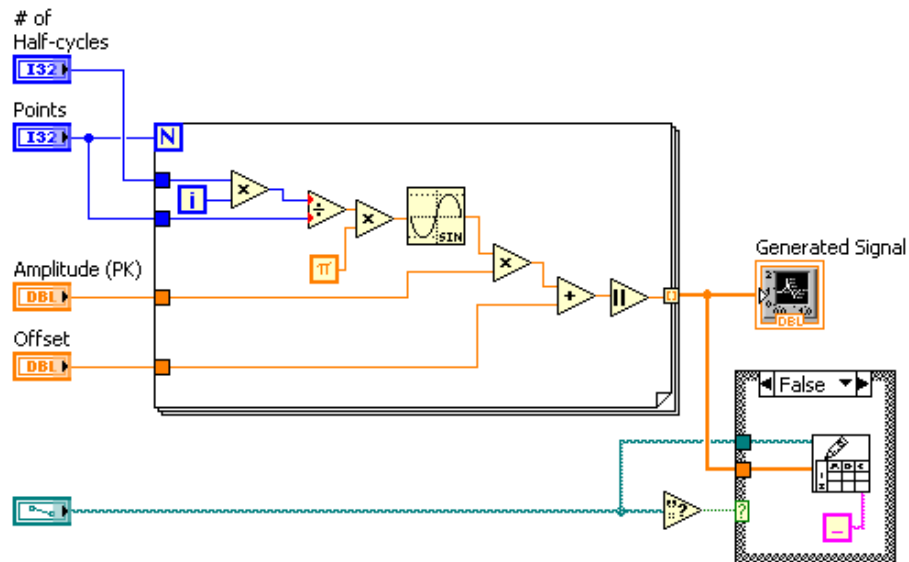 # of
Half-cycles
I32
Points
I32
N
i
×
÷
×
π
SIN
×
+
Amplitude (PK)
DBL
Offset
DBL
Generated Signal
DBL
False
?
?